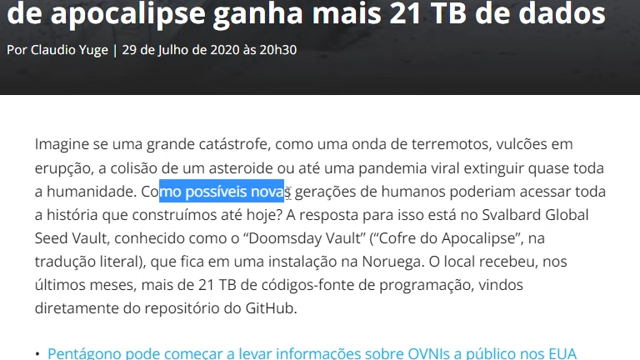 de apocalipse ganha mais 21 TB de dados
Por Claudio Yuge | 29 de Julho de 2020 às 20h30
Imagine se uma grande catástrofe, como uma onda de terremotos, vulcões em
erupção, a colisão de um asteroide ou até uma pandemia viral extinguir quase toda
a humanidade. Como possíveis novas gerações de humanos poderiam acessar toda
a história que construímos até hoje? A resposta para isso está no Svalbard Global
Seed Vault, conhecido como o “Doomsday Vault” (“Cofre do Apocalipse”, na
tradução literal), que fica em uma instalação na Noruega. O local recebeu, nos
últimos meses, mais de 21 TB de códigos-fonte de programação, vindos
diretamente do repositório do GitHub.
• Pentágono pode começar a levar informações sobre OVNIs a público nos EUA